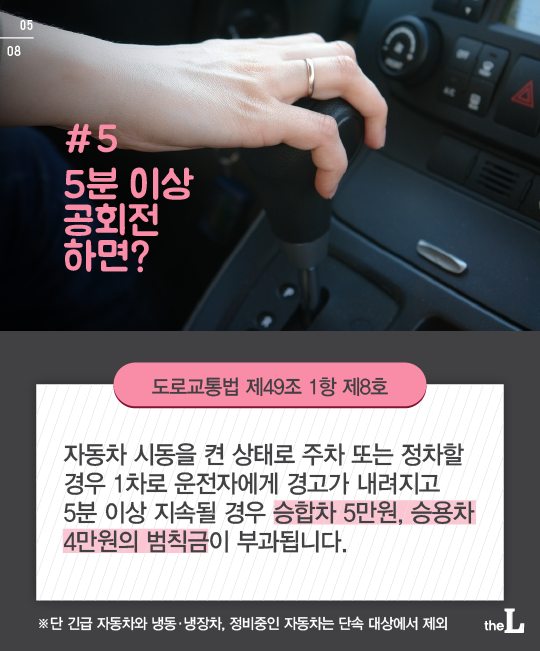 05
08
#5
5분 이상
공회전
하면?
도로교통법 제49조 1항 제8호
자동차 시동을 켠 상태로 주차 또는 정차할
경우 1차로 운전자에게 경고가 내려지고
5분 이상 지속될 경우 승합차 5만원, 승용차
4만원의 범칙금이 부과됩니다.
※단 긴급 자동차와 냉동·냉장차, 정비중인 자동차는 단속 대상에서 제외
theL